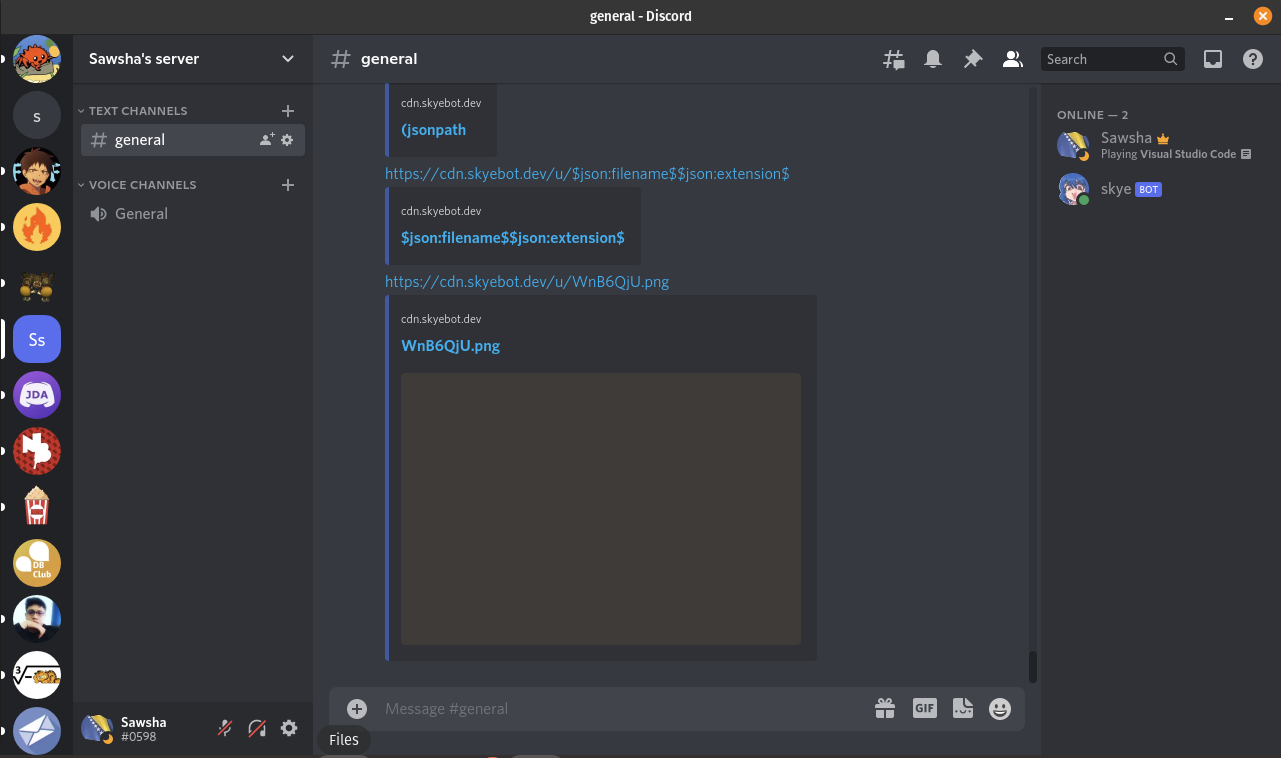 general - Discord
Sawsha's server
general
Search
TEXT CHANNELS
general
VOICE CHANNELS
General
s
Ss
JDA
DB
Club
3
Sawsha
#0598
cdn.skyebot.dev
(jsonpath
https://cdn.skyebot.dev/u/$json:filename$$json:extension$
cdn.skyebot.dev
$json:filename$$json:extension$
https://cdn.skyebot.dev/u/WnB6QjU.png
cdn.skyebot.dev
WnB6QjU.png
Message #general
GIF
Files
ONLINE — 2
Sawsha
Playing Visual Studio Code
skye BOT